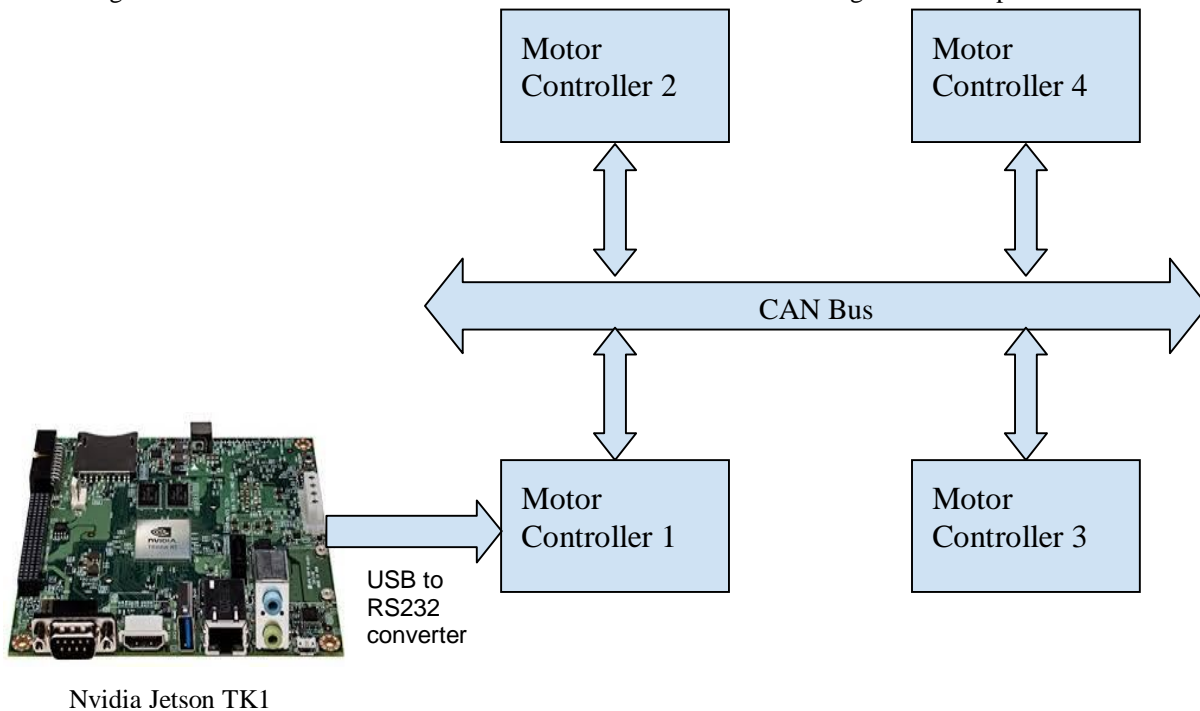 Motor
Controller 2
Motor
Controller 4
CAN Bus
Motor
Controller 1
Motor
Controller 3
USB to
RS232
converter
NVIDIA
Nvidia Jetson TK1